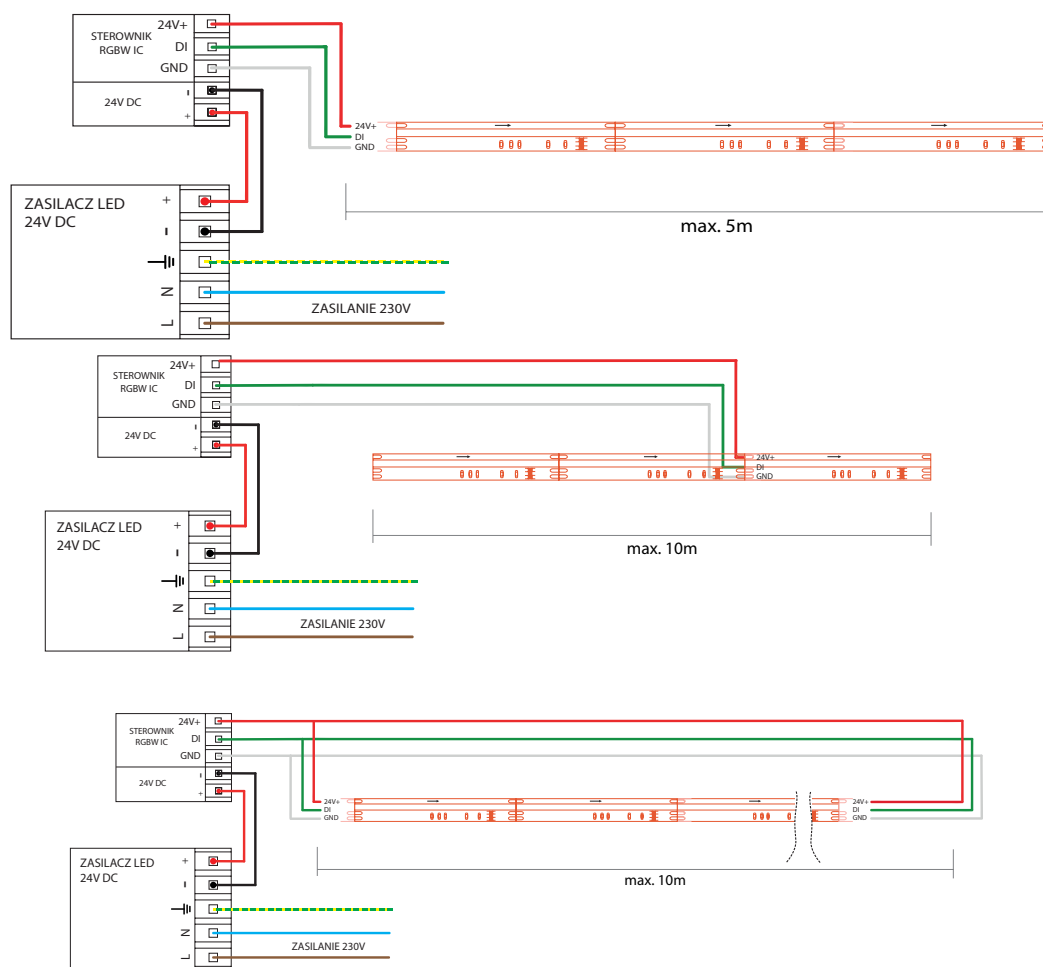 24V+
STEROWNIK
RGBW IC
DI
GND
-
24V DC
+
24V+
DI
GND
max. 5m
ZASILACZ LED
24V DC
+
-
N
ZASILANIE 230V
L
24V+
STEROWNIK
RGBW IC
DI
GND
-
24V DC
+
24V+
DI
GND
max. 10m
ZASILACZ LED
24V DC
+
-
N
ZASILANIE 230V
L
24V+
STEROWNIK
RGBW IC
DI
GND
-
24V DC
+
24V+
DI
GND
24V+
DI
GND
max. 10m
ZASILACZ LED
24V DC
+
-
N
ZASILANIE 230V
L